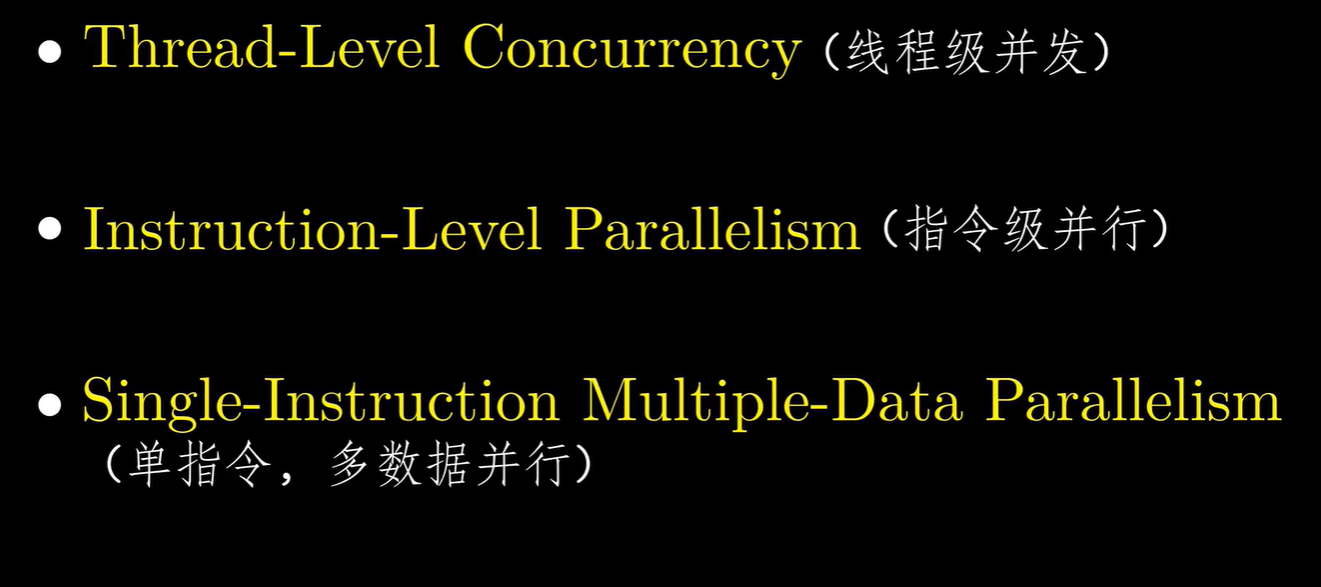 • Thread-Level Concurrency（线程级并发）
• Instruction-Level Parallelism（指令级并行）
• Single-Instruction Multiple-Data Parallelism
（单指令，多数据并行）